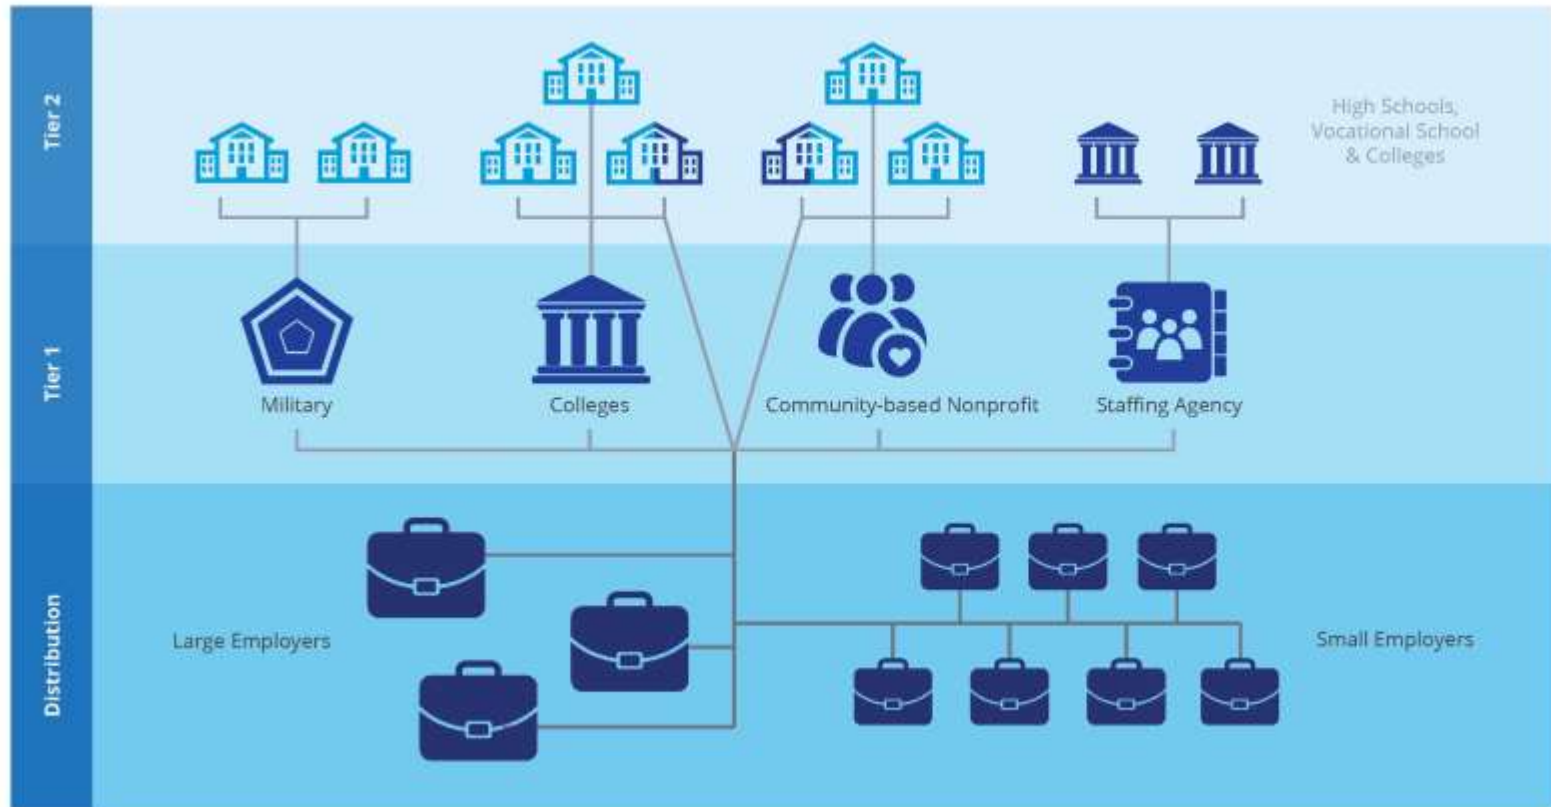 Tier 2
High Schools,
Vocational School
& Colleges
Tier 1
Military
Colleges
Community-based Nonprofit
Staffing Agency
Distribution
Large Employers
Small Employers